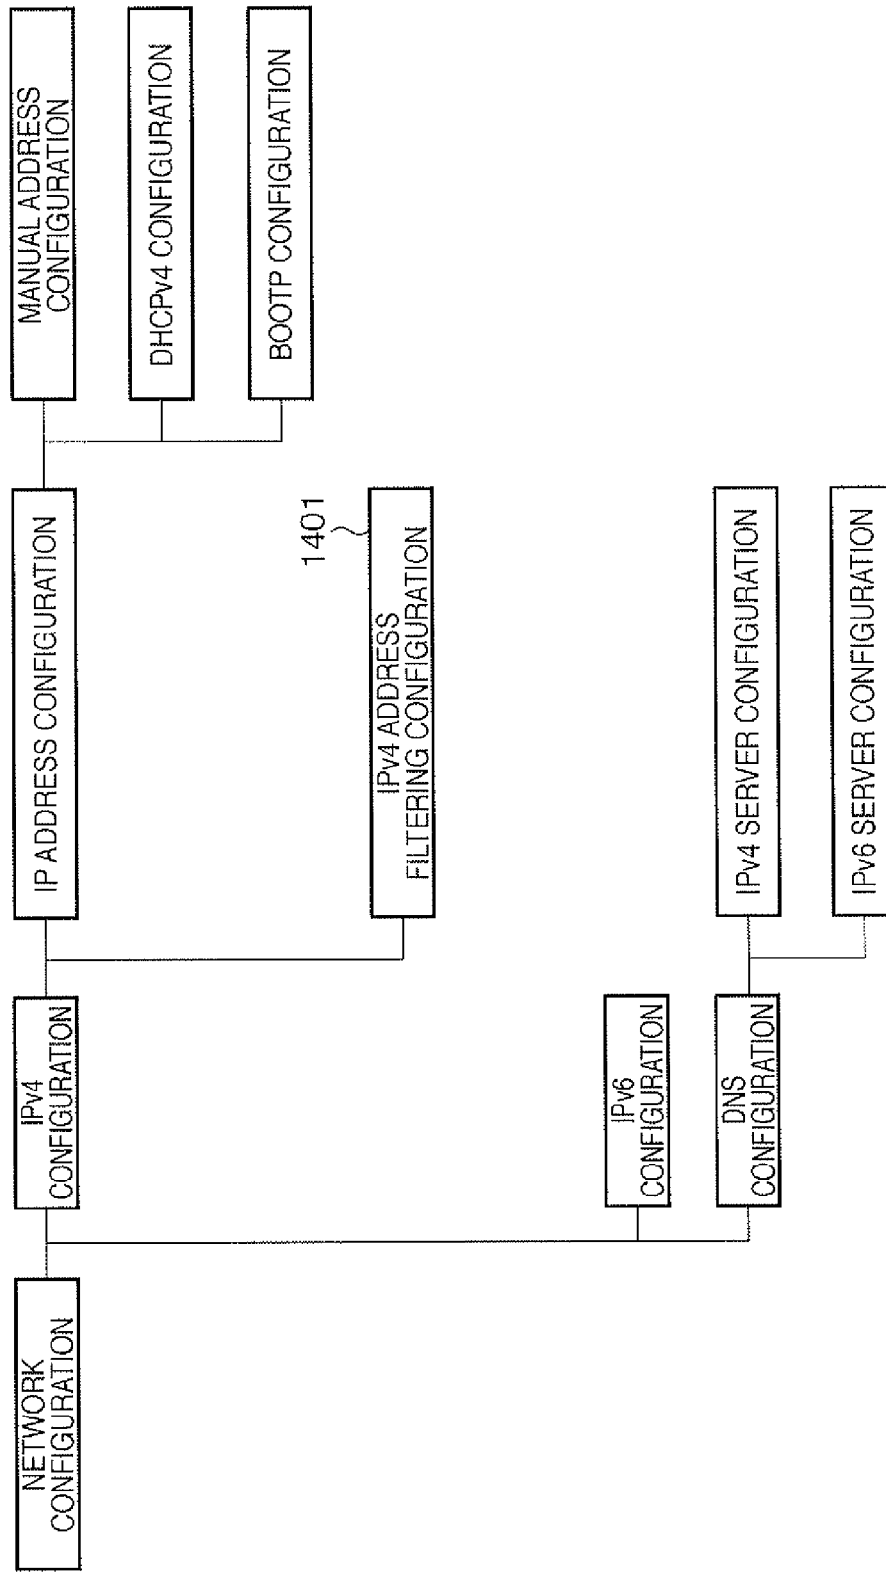 NETWORK
CONFIGURATION
IPv4
CONFIGURATION
IP ADDRESS CONFIGURATION
MANUAL ADDRESS
CONFIGURATION
DHCPv4 CONFIGURATION
BOOTP CONFIGURATION
1401
IPv4 ADDRESS
FILTERING CONFIGURATION
IPv6
CONFIGURATION
DNS
CONFIGURATION
IPv4 SERVER CONFIGURATION
IPv6 SERVER CONFIGURATION